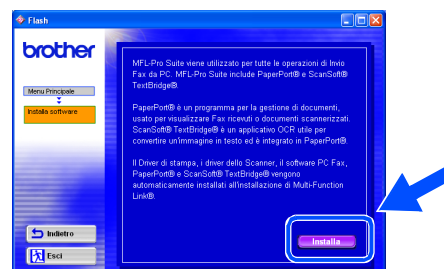 Flash
brother
Menu Principale
Installa software
MFL-Pro Suite viene utilizzato per tutte le operazioni di Invio
Fax da PC. MFL-Pro Suite include PaperPort® e ScanSoft®
TextBridge®.
PaperPort® è un programma per la gestione di documenti,
usato per visualizzare Fax ricevuti o documenti scannerizzati.
ScanSoft® TextBridge® è un applicativo OCR utile per
convertire un'immagine in testo ed è integrato in PaperPort®.
Il Driver di stampa, i driver dello Scanner, il software PC Fax,
PaperPort® e ScanSoft® TextBridge® vengono
automaticamente installati all'installazione di Multi-Function
Link®.
Installa
Indietro
Esci